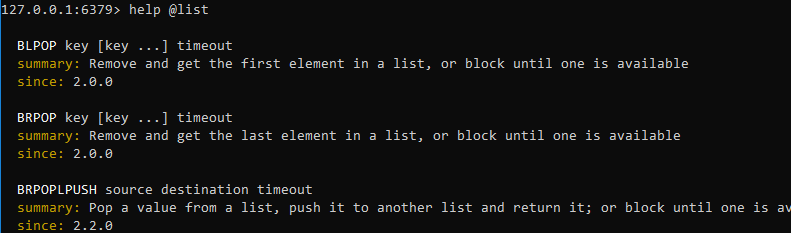 127.0.0.1:6379> help @list
BLPOP key [key ...] timeout
summary: Remove and get the first element in a list, or block until one is available
since: 2.0.0
BRPOP key [key ...] timeout
summary: Remove and get the last element in a list, or block until one is available
since: 2.0.0
BRPOPLPUSH source destination timeout
summary: Pop a value from a list, push it to another list and return it; or block until one is av
since: 2.2.0